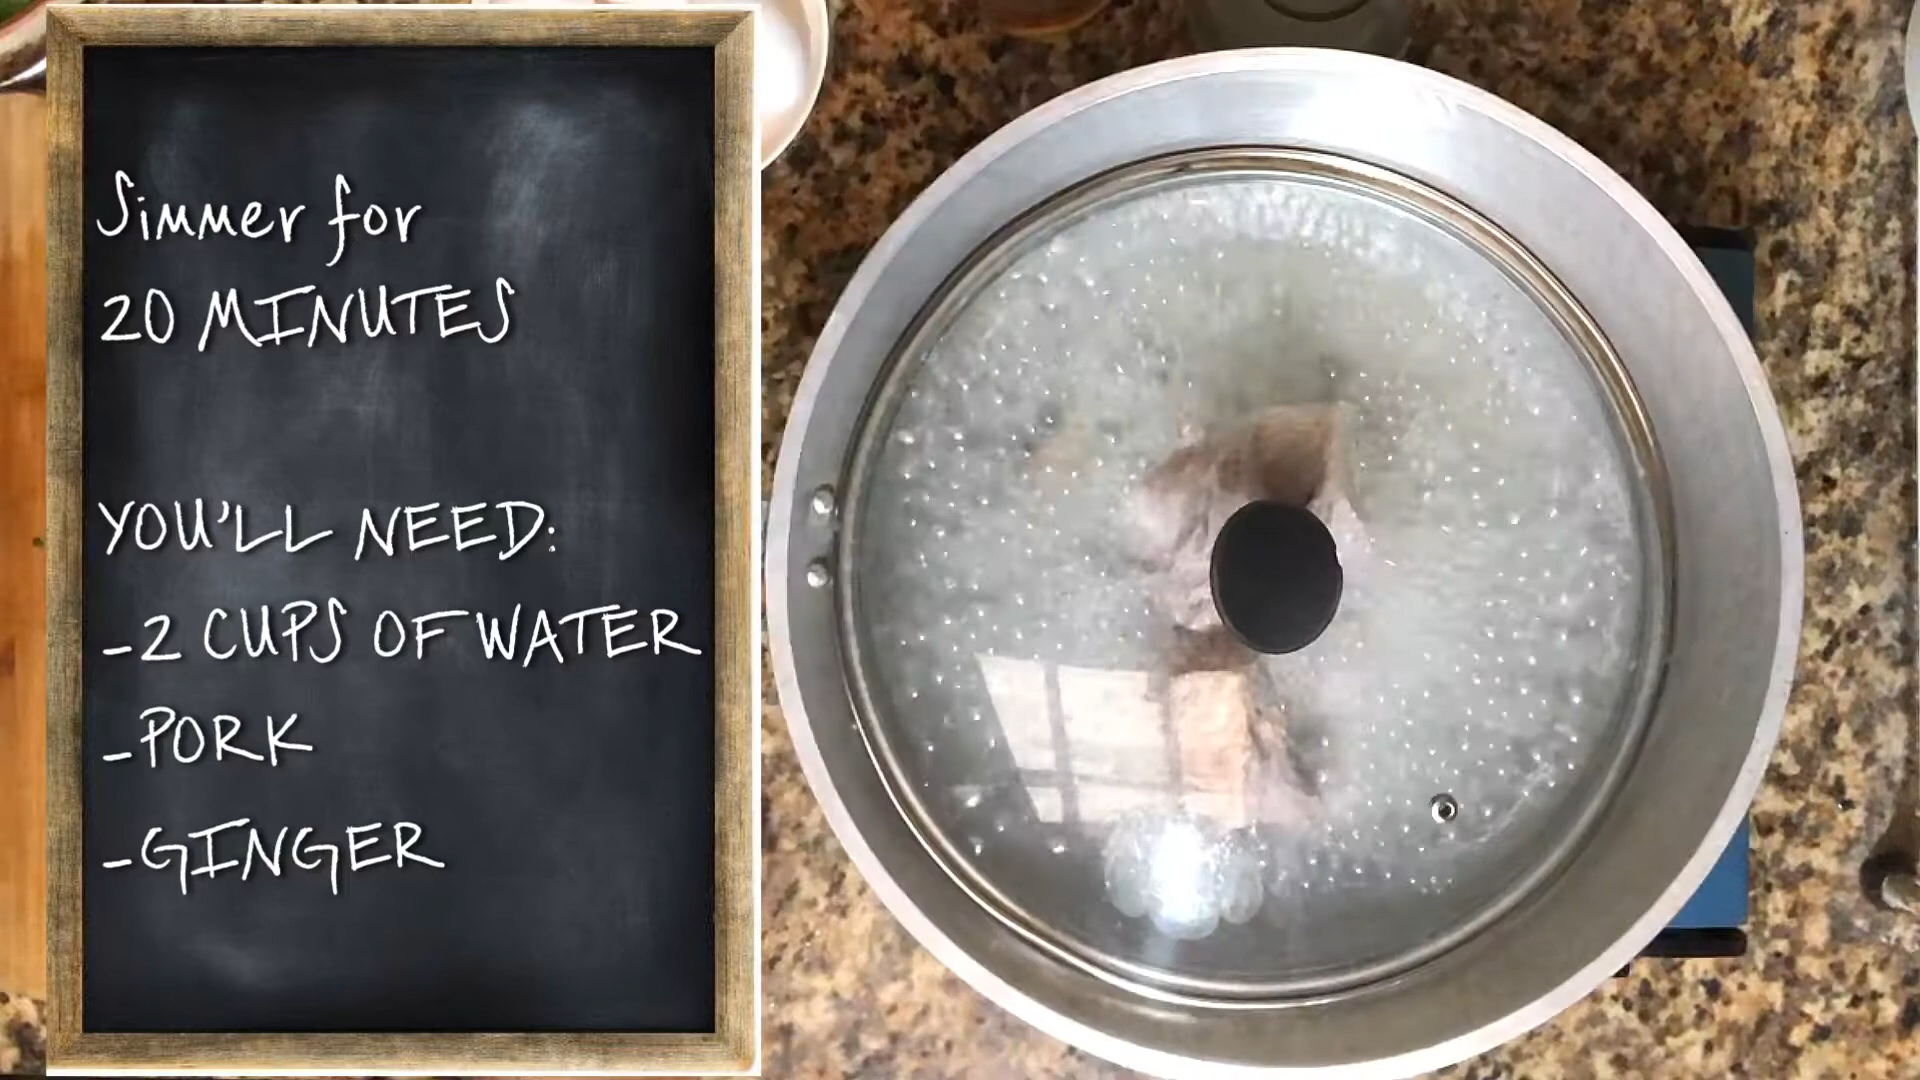 Simmer for
20 MINUTES
YOU'LL NEED:
-2 CUPS OF WATER
-PORK
-GINGER